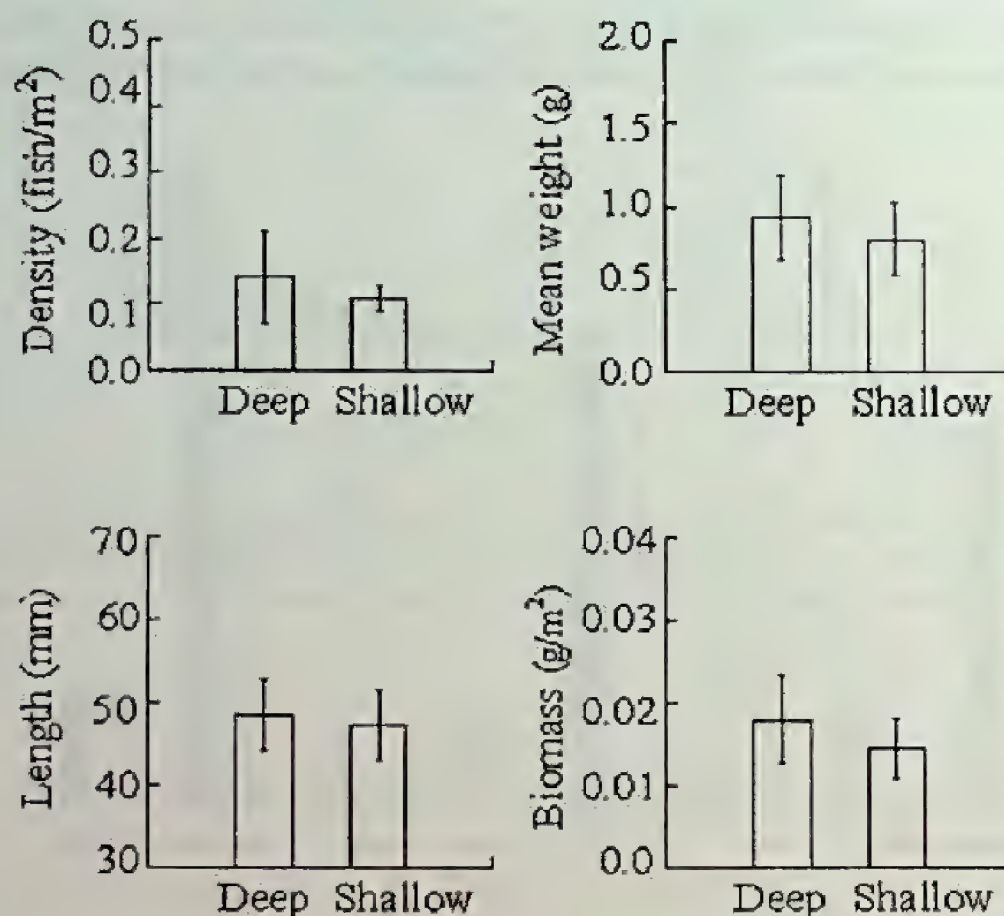 Density (fish/m²)
0.5
0.4
0.3
0.2
0.1
0.0
Deep Shallow
Mean weight (g)
2.0
1.5
1.0
0.5
0.0
Deep Shallow
Length (mm)
70
60
50
40
30
Deep Shallow
Biomass (g/m²)
0.04
0.03
0.02
0.01
0.0
Deep Shallow